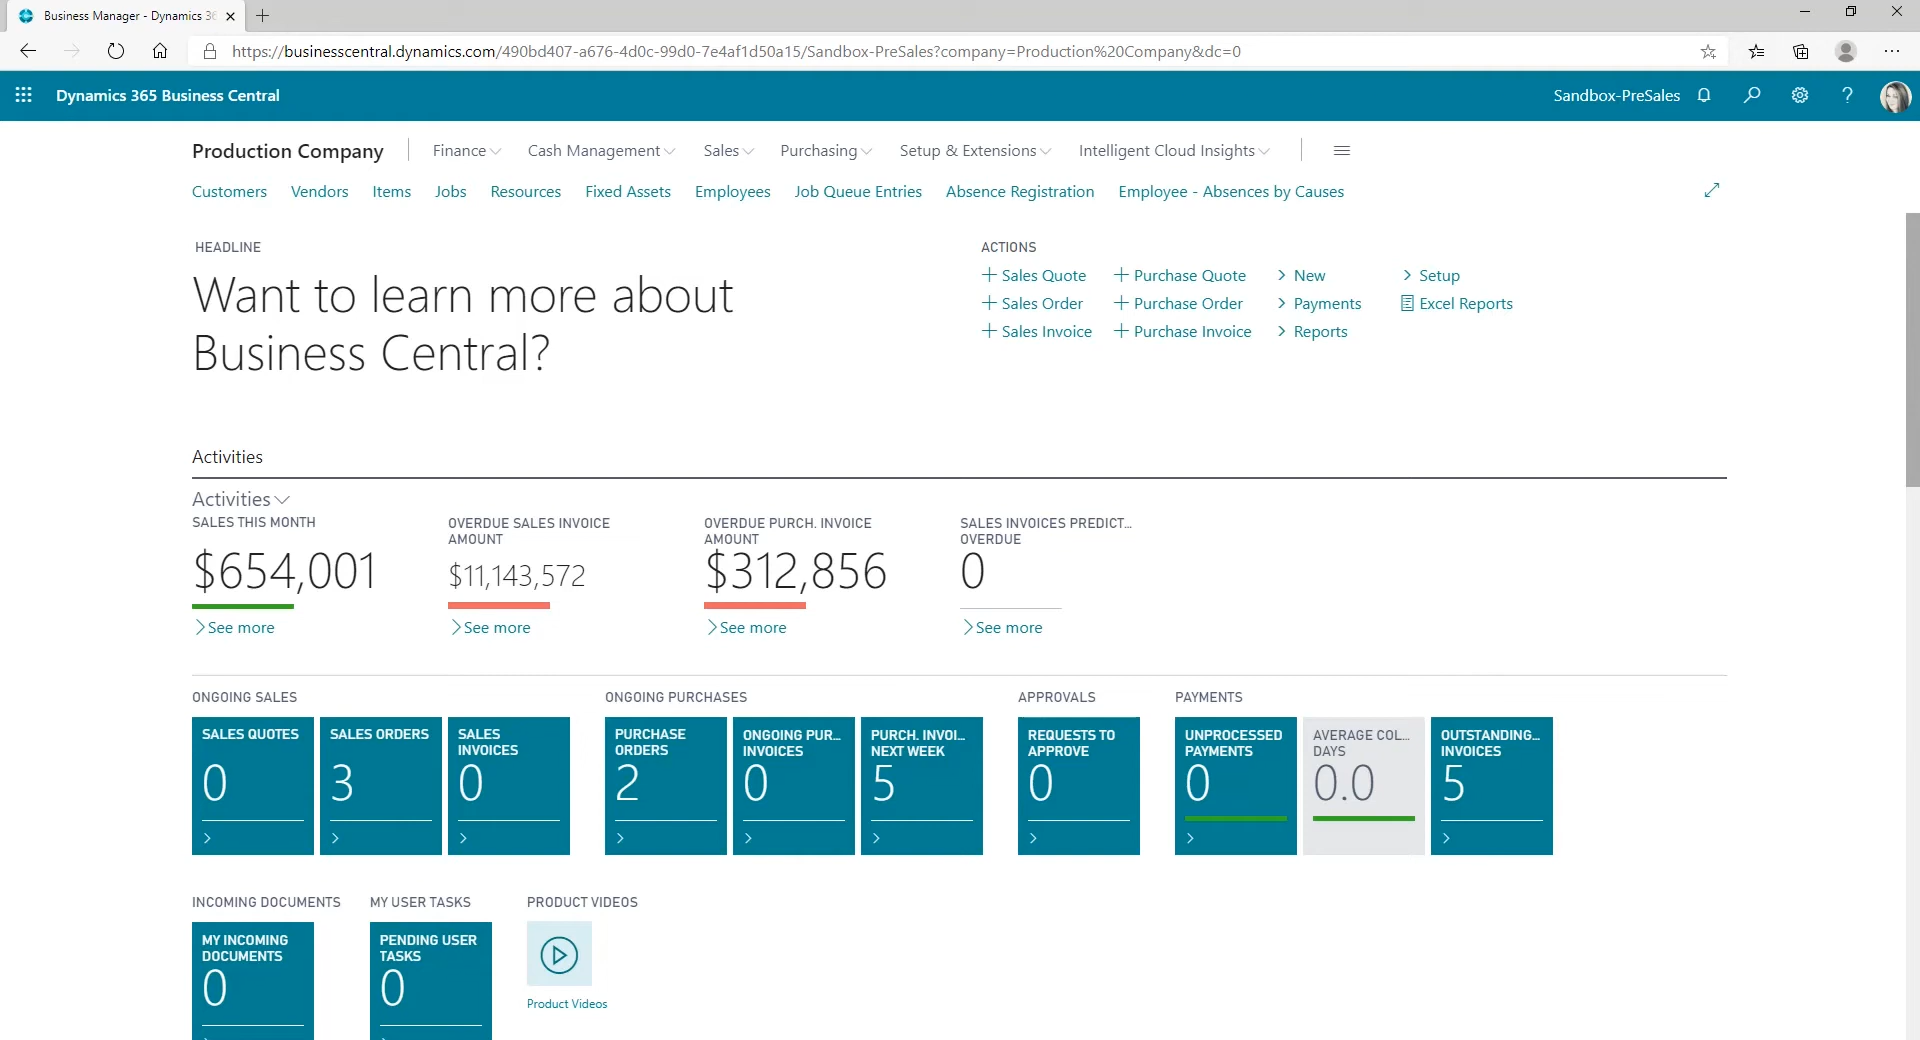 Business Manager - Dynamics 36
https://businesscentral.dynamics.com/490bd407-a676-4d0c-99d0-7e4af1d50a15/Sandbox-PreSales?company=Production%20Company&dc=0
Dynamics 365 Business Central
Sandbox-PreSales
Production Company
Finance
Cash Management
Sales
Purchasing
Setup & Extensions
Intelligent Cloud Insights
Customers
Vendors
Items
Jobs
Resources
Fixed Assets
Employees
Job Queue Entries
Absence Registration
Employee - Absences by Causes
HEADLINE
Want to learn more about
Business Central?
ACTIONS
+ Sales Quote
+ Purchase Quote
> New
> Setup
+ Sales Order
+ Purchase Order
> Payments
Excel Reports
+ Sales Invoice
+ Purchase Invoice
> Reports
Activities
Activities
SALES THIS MONTH
$654,001
>See more
OVERDUE SALES INVOICE
AMOUNT
$11,143,572
>See more
OVERDUE PURCH. INVOICE
AMOUNT
$312,856
>See more
SALES INVOICES PREDICT...
OVERDUE
0
>See more
ONGOING SALES
SALES QUOTES
0
SALES ORDERS
3
SALES
INVOICES
0
ONGOING PURCHASES
PURCHASE
ORDERS
2
ONGOING PUR...
INVOICES
0
PURCH. INVOI...
NEXT WEEK
5
APPROVALS
REQUESTS TO
APPROVE
0
PAYMENTS
UNPROCESSED
PAYMENTS
0
AVERAGE COL...
DAYS
0.0
OUTSTANDING...
INVOICES
5
INCOMING DOCUMENTS
MY INCOMING
DOCUMENTS
0
MY USER TASKS
PENDING USER
TASKS
0
PRODUCT VIDEOS
Product Videos